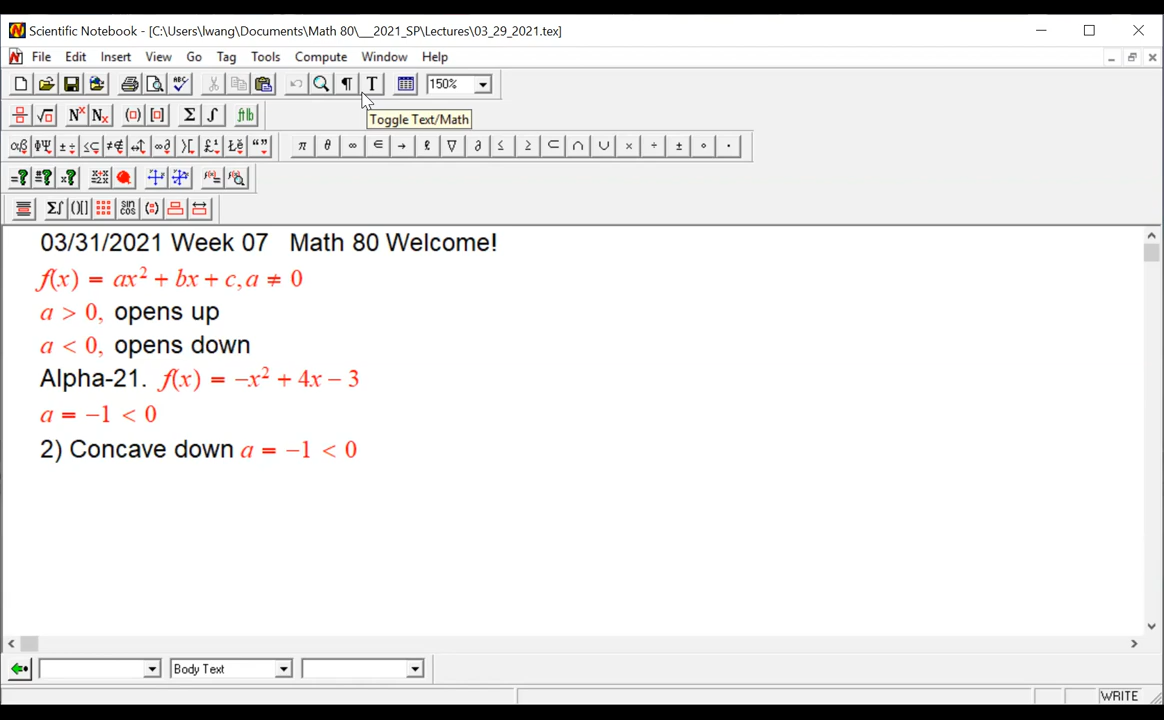 Scientific Notebook - [C:\Users\lwang\Documents\Math 80\__2021_SP\Lectures\03_29_2021.tex]
File Edit Insert View Go Tag Tools Compute Window Help
150%
Toggle Text/Math
π θ ∞ ∈ → ℓ ∇ ∂ ≤ ≥ ⊂ ∩ ∪ × ÷ ± ∘ ·
03/31/2021 Week 07 Math 80 Welcome!
f(x) = ax² + bx + c, a ≠ 0
a > 0, opens up
a < 0, opens down
Alpha-21. f(x) = −x² + 4x − 3
a = −1 < 0
2) Concave down a = −1 < 0
Body Text
WRITE